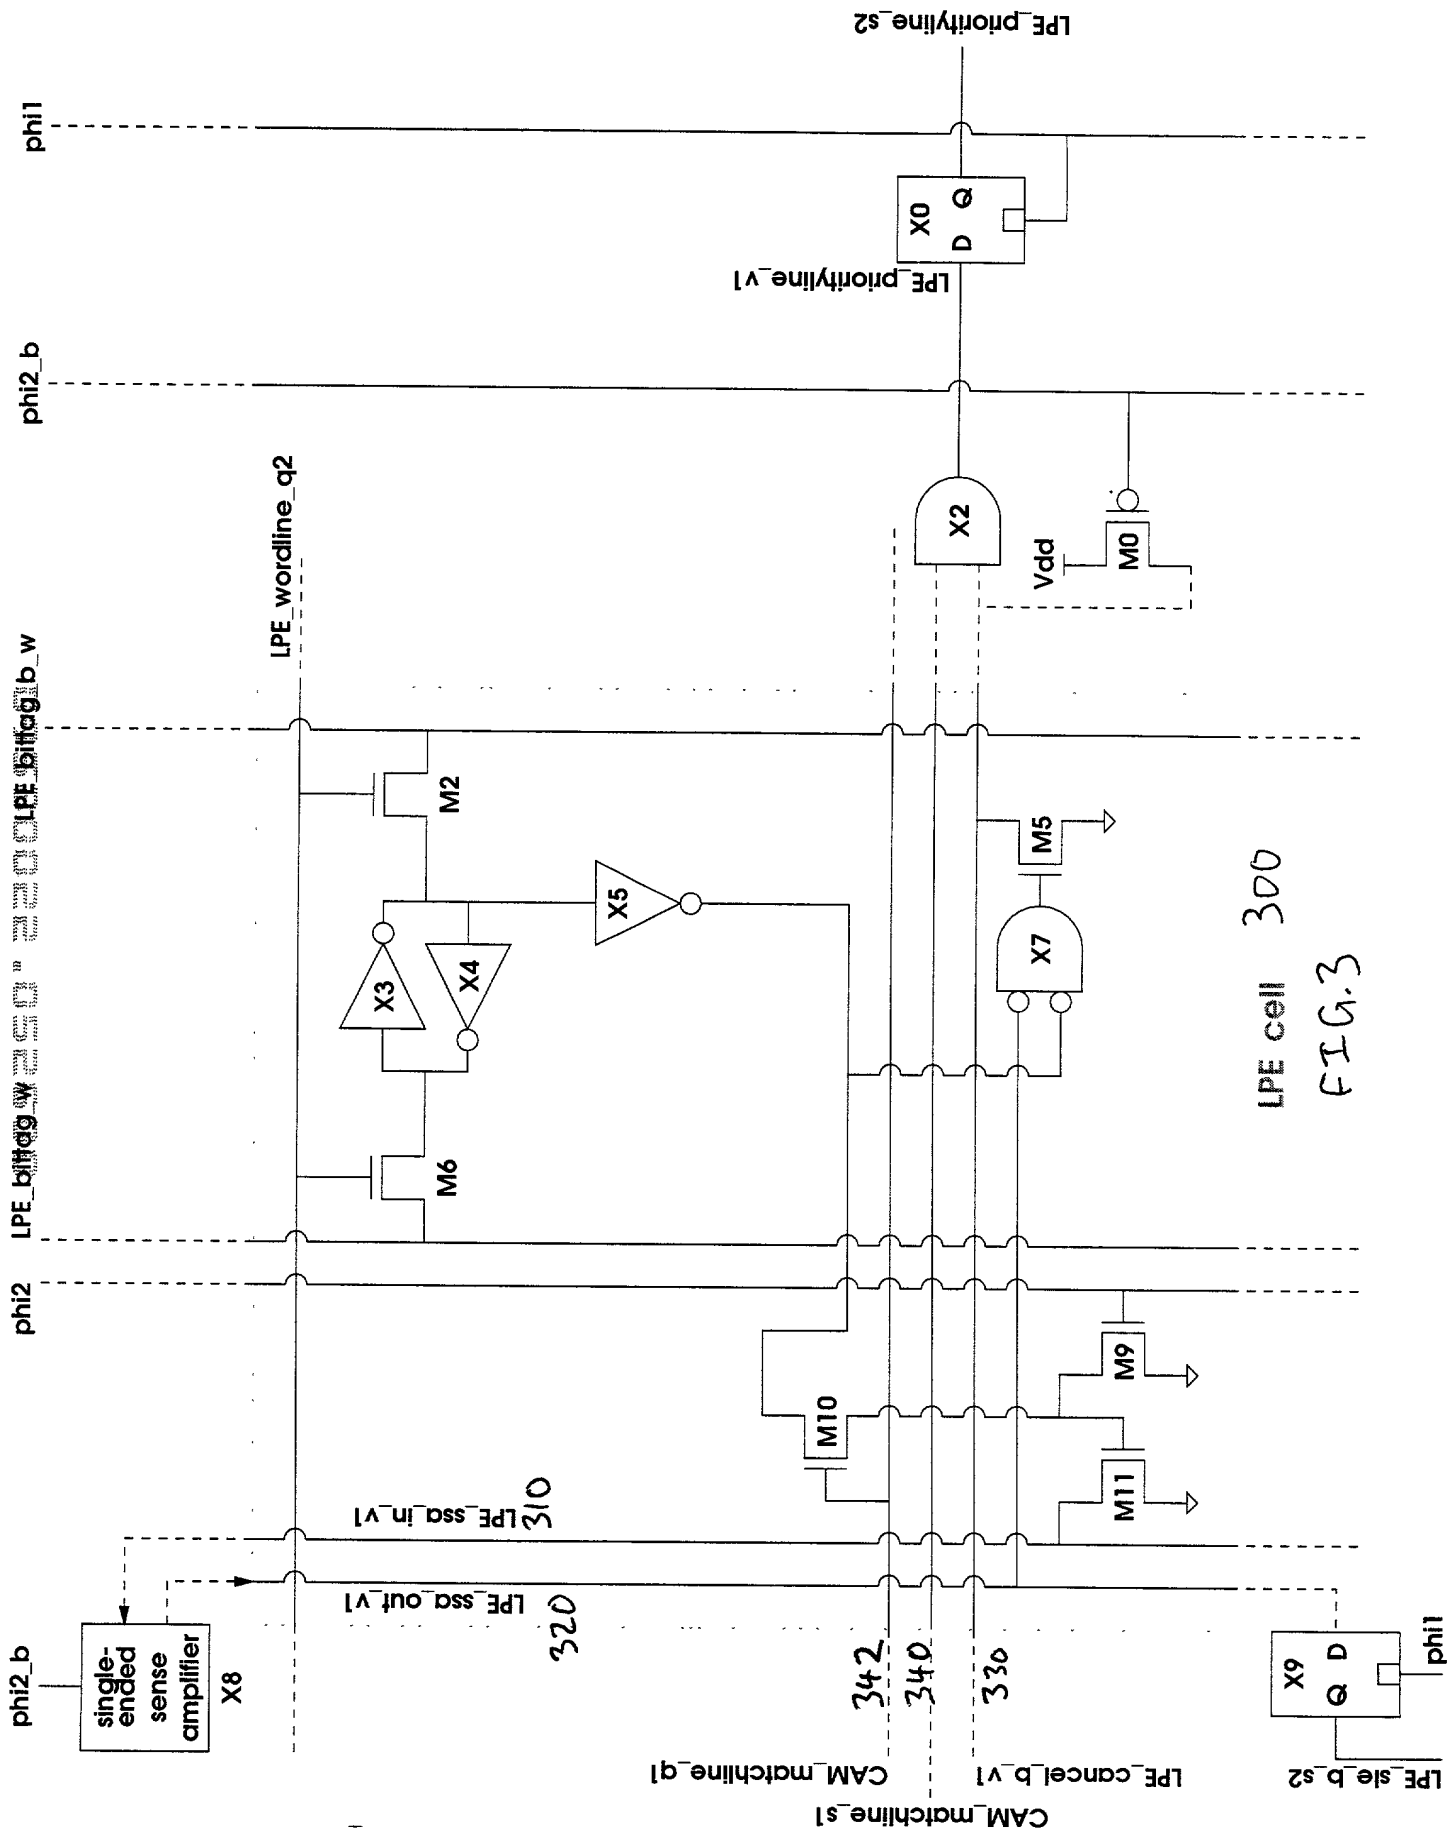 phi2_b
single-
ended
sense
amplifier
X8
phi2
LPE_bittag_w
LPE_bittag_b_w
phi2_b
phi1
LPE_wordline_q2
M6
X3
X4
M2
X5
LPE_ssa_in_v1
310
LPE_ssa_out_v1
320
M10
342
340
330
CAM_matchline_q1
CAM_matchline_s1
LPE_cancel_b_v1
M11
M9
X7
M5
X2
Vdd
M0
LPE_priorityline_v1
X0
D Q
LPE_priorityline_s2
X9
Q D
phi1
LPE_sle_b_s2
LPE cell 300
FIG.3